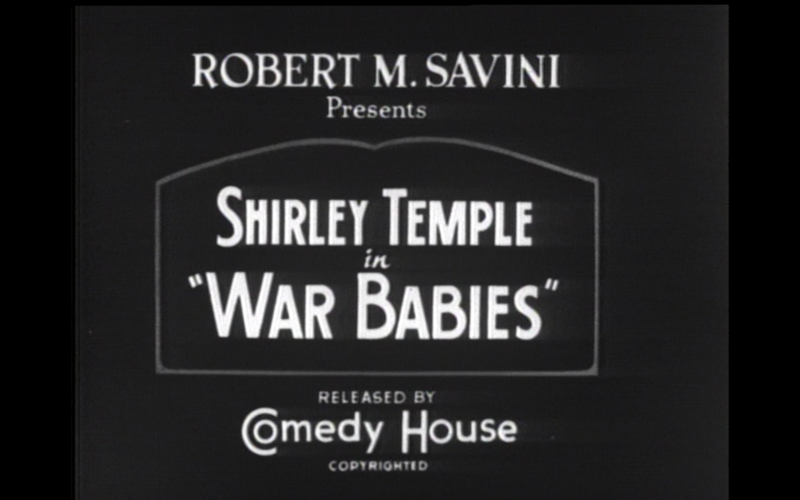 ROBERT M. SAVINI
Presents
SHIRLEY TEMPLE
in
"WAR BABIES"
RELEASED BY
Comedy House
COPYRIGHTED